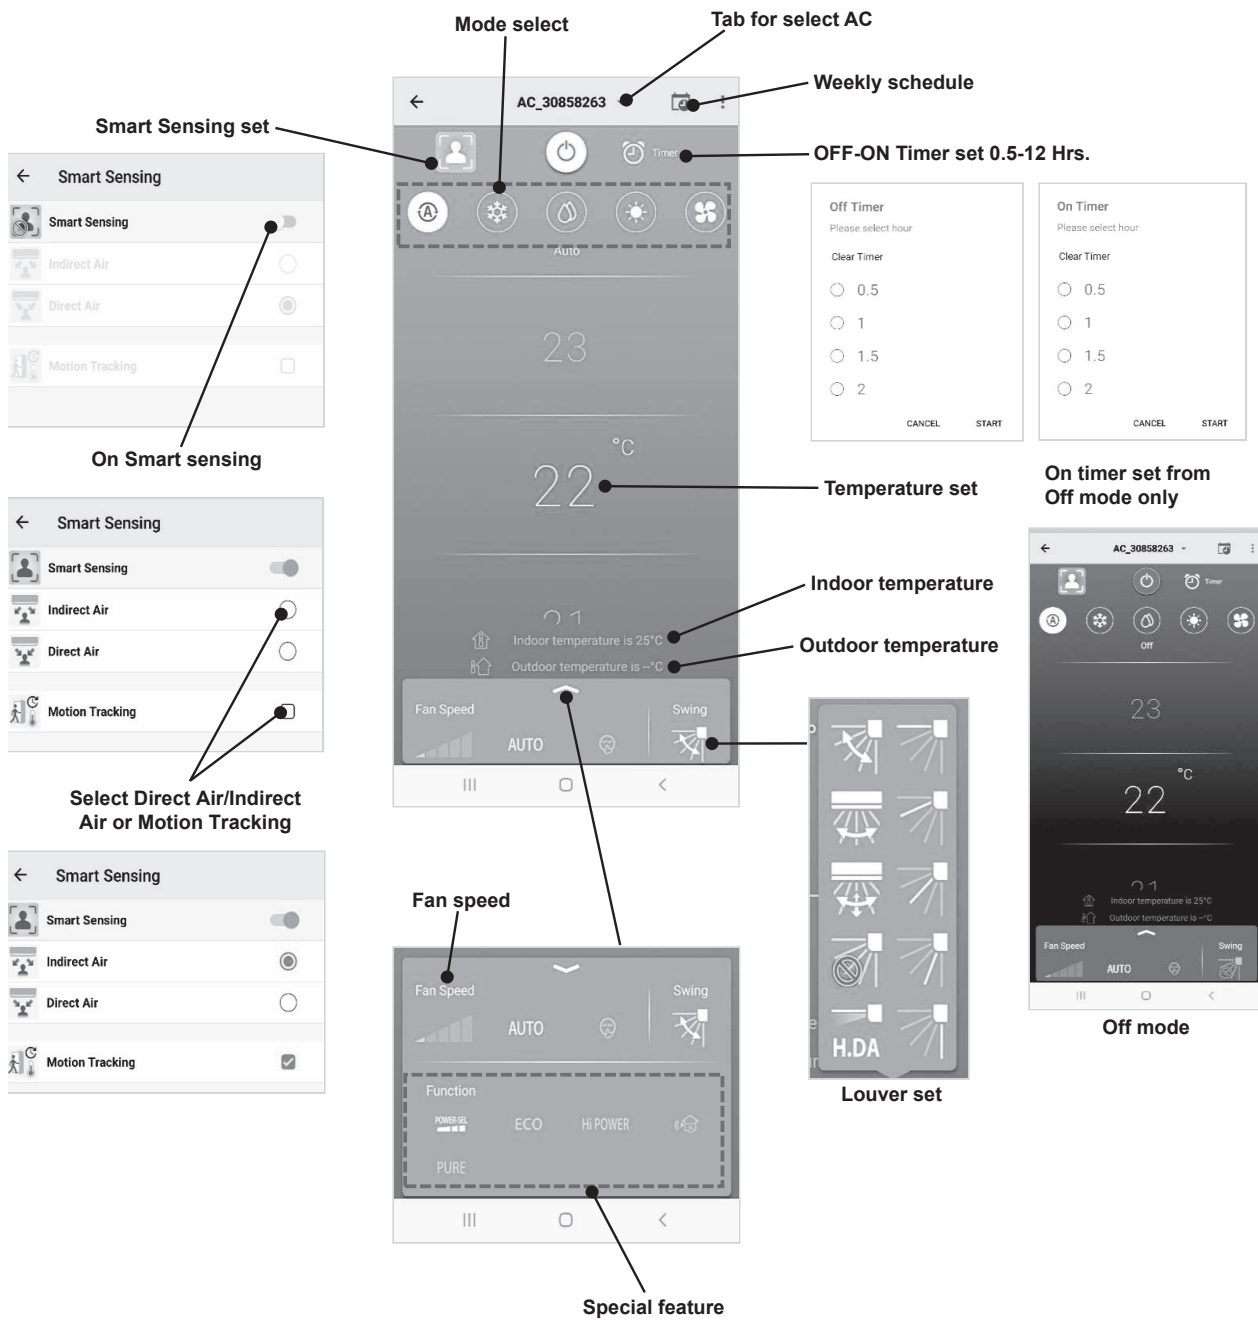 Mode select
Tab for select AC
Weekly schedule
Smart Sensing set
OFF-ON Timer set 0.5-12 Hrs.
AC_30858263
Timer
Auto
23
°C
22
21
Indoor temperature is 25°C
Outdoor temperature is --°C
Fan Speed
Swing
AUTO
Temperature set
Indoor temperature
Outdoor temperature
Smart Sensing
Smart Sensing
Indirect Air
Direct Air
Motion Tracking
On Smart sensing
Smart Sensing
Smart Sensing
Indirect Air
Direct Air
Motion Tracking
Select Direct Air/Indirect
Air or Motion Tracking
Smart Sensing
Smart Sensing
Indirect Air
Direct Air
Motion Tracking
Off Timer
Please select hour
Clear Timer
0.5
1
1.5
2
CANCEL START
On Timer
Please select hour
Clear Timer
0.5
1
1.5
2
CANCEL START
On timer set from
Off mode only
AC_30858263
Timer
Off
23
°C
22
21
Indoor temperature is 25°C
Outdoor temperature is --°C
Fan Speed
Swing
AUTO
Off mode
H.DA
Louver set
Fan speed
Fan Speed
Swing
AUTO
Function
POWER-SEL
ECO
Hi POWER
PURE
Special feature